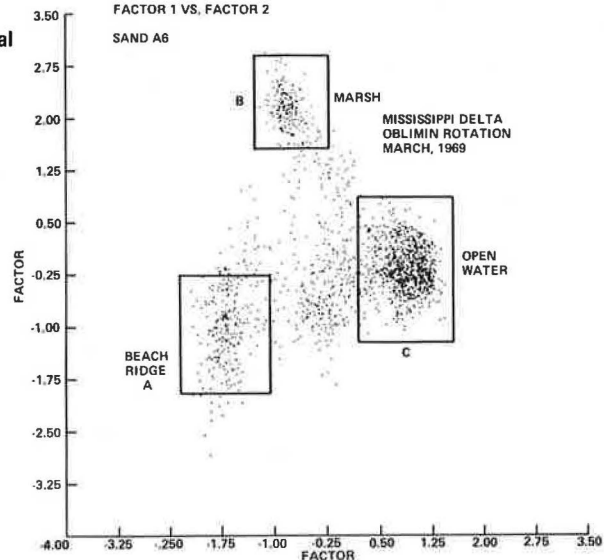 FACTOR 1 VS. FACTOR 2
3.50
al
SAND A6
2.75
B
MARSH
2.00
MISSISSIPPI DELTA
OBLIMIN ROTATION
MARCH, 1969
1.25
0.50
OPEN
WATER
-0.25
FACTOR
-1.00
BEACH
RIDGE
A
C
-1.75
-2.50
-3.25
-4.00 -3.25 -.250 -1.75 -1.00 -0.25 0.50 1.25 2.00 2.75 3.50
FACTOR